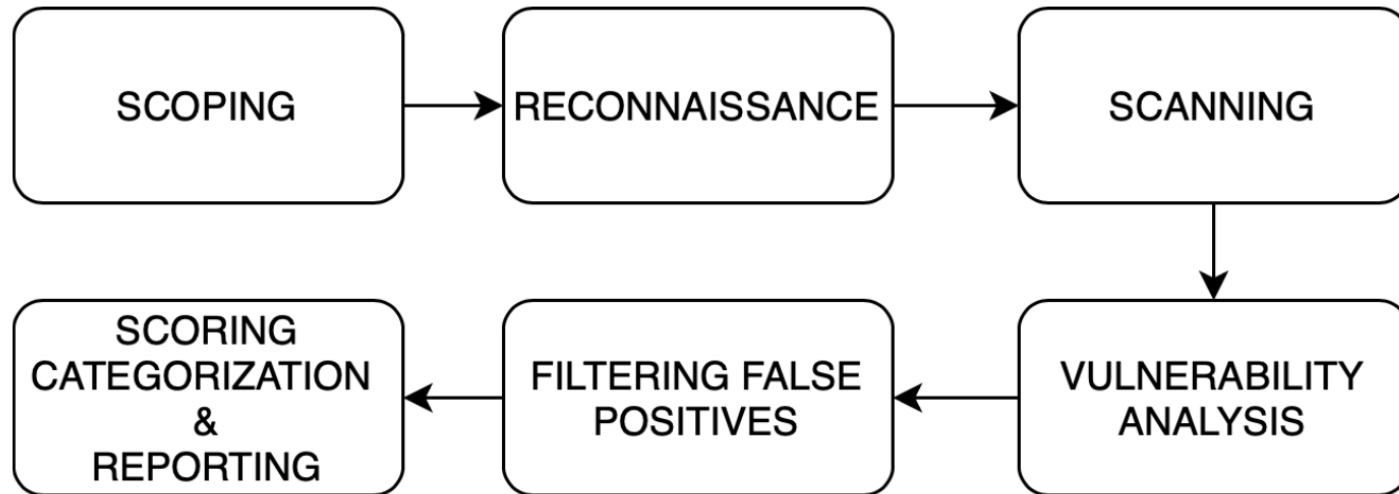 SCOPING
RECONNAISSANCE
SCANNING
SCORING
CATEGORIZATION
&
REPORTING
FILTERING FALSE
POSITIVES
VULNERABILITY
ANALYSIS